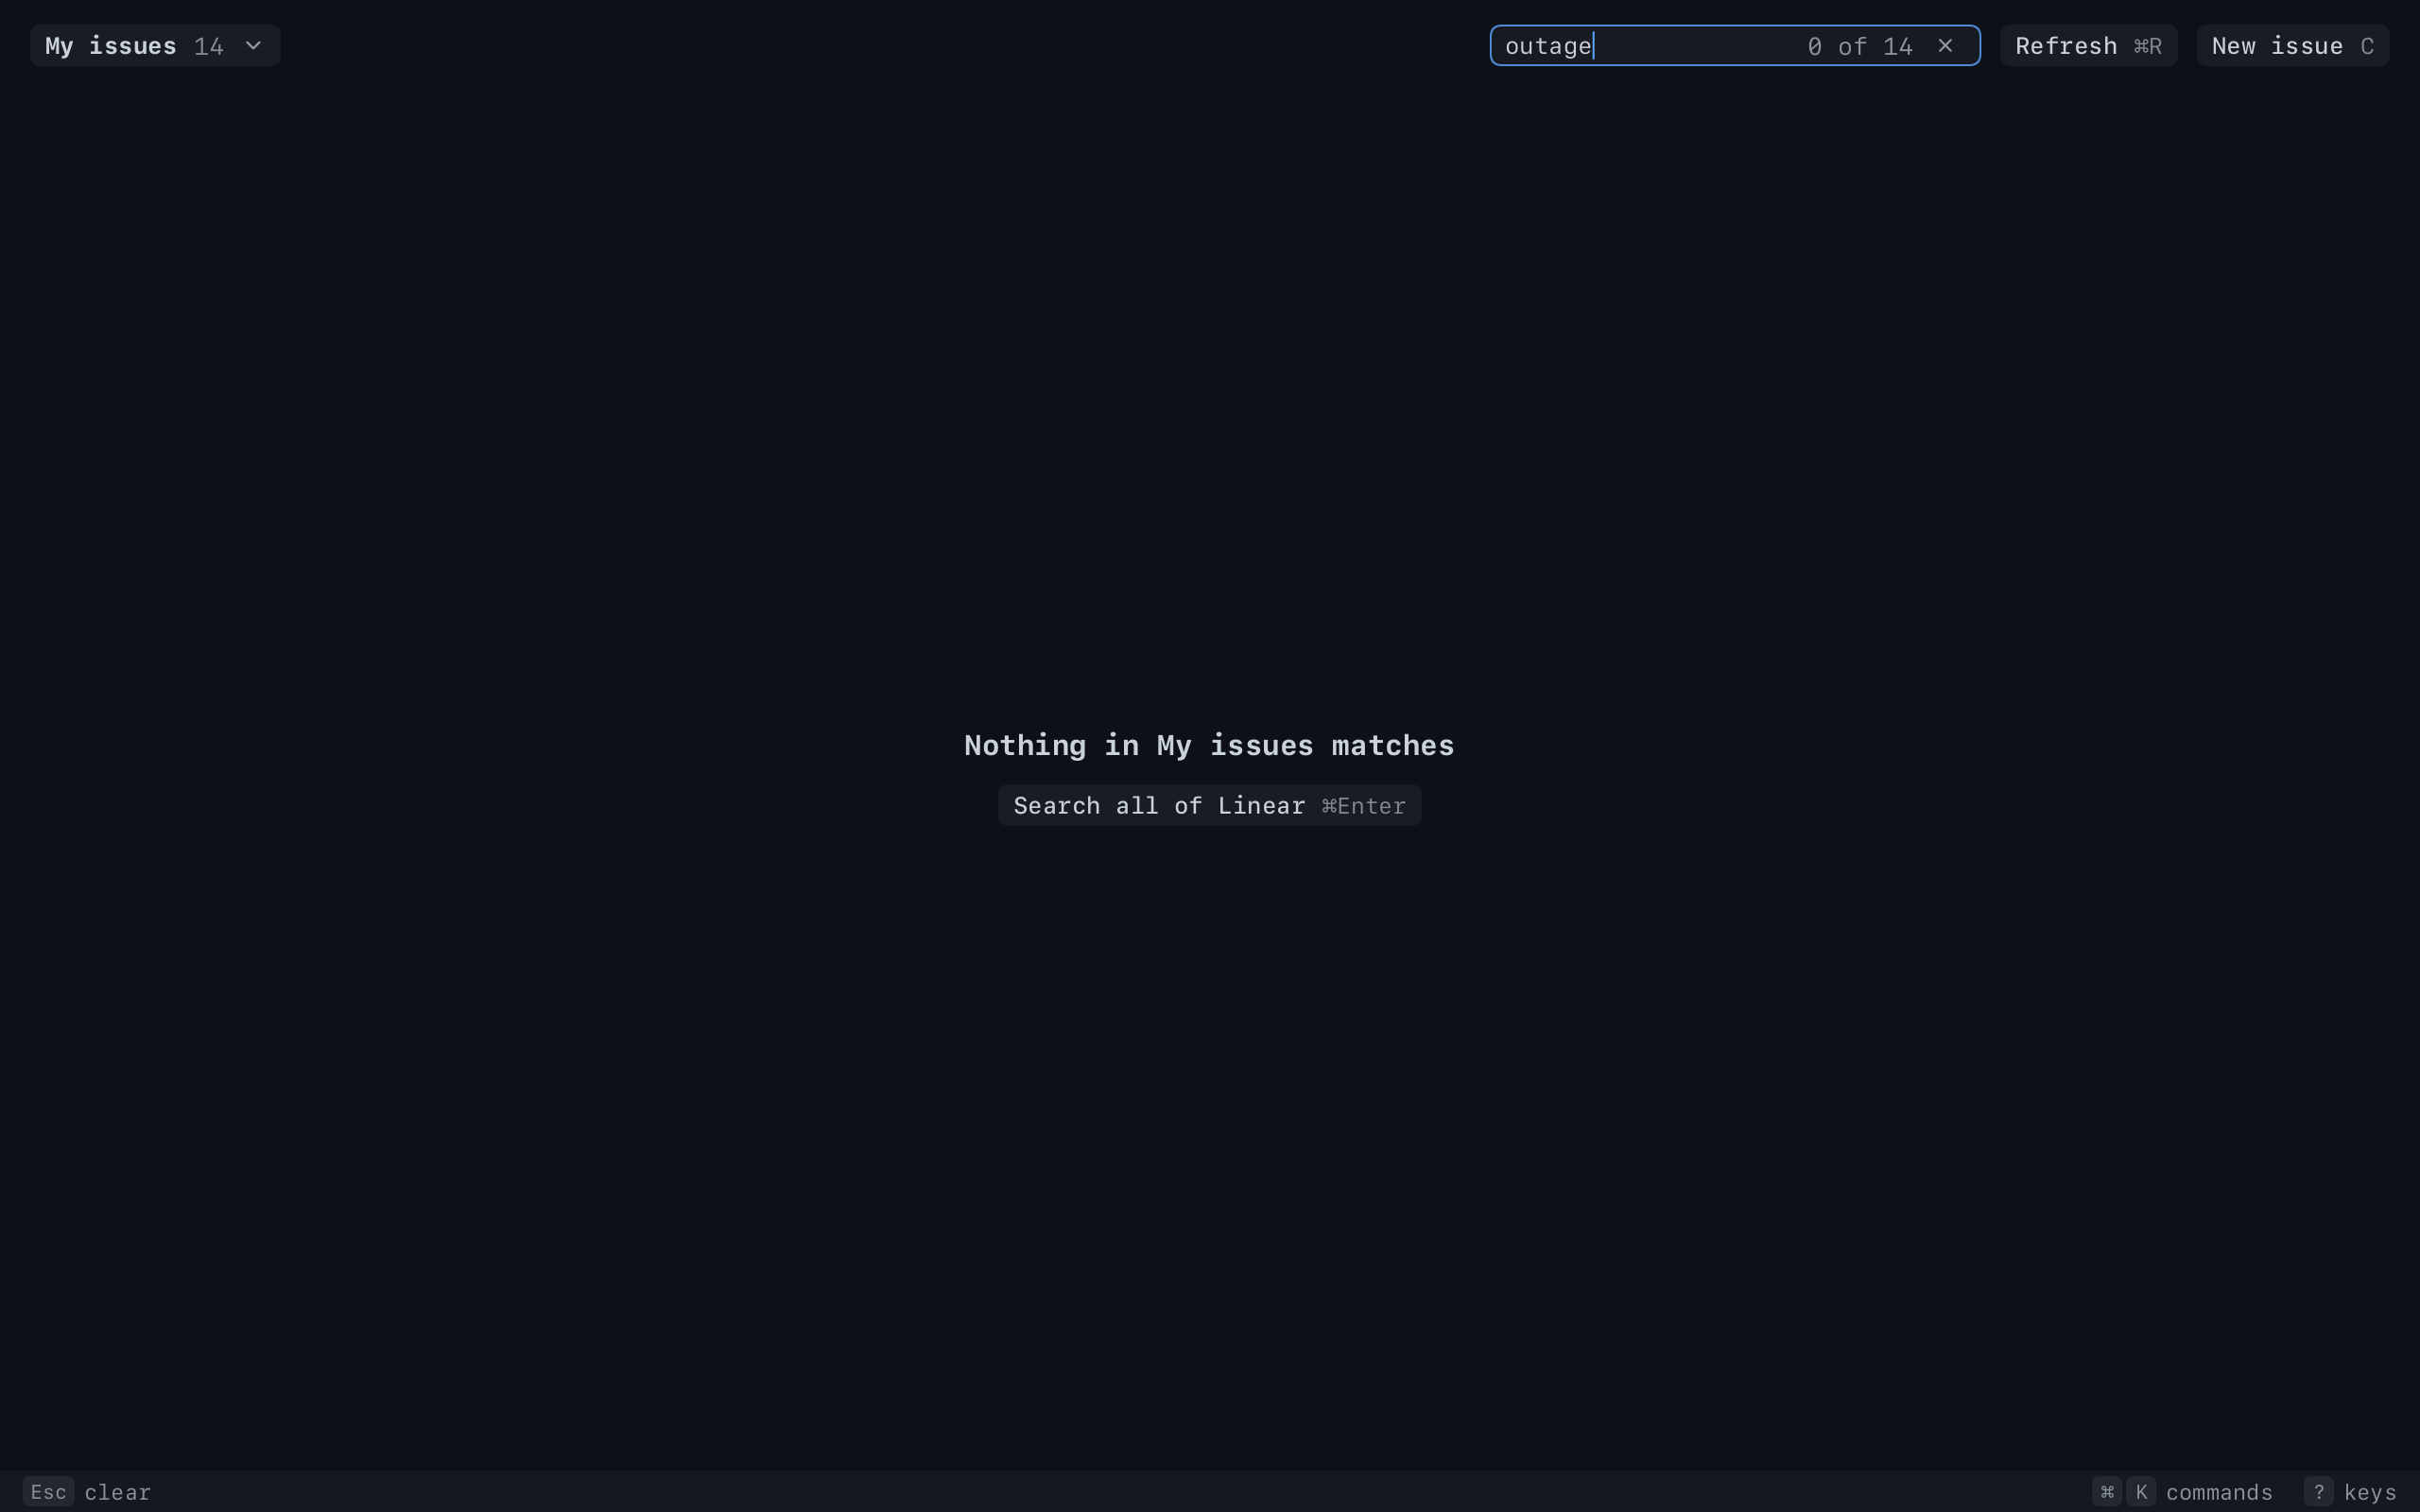 My issues 14
outage 0 of 14 ×
Refresh ⌘R
New issue C
Nothing in My issues matches
Search all of Linear ⌘Enter
Esc clear
⌘ K commands ? keys